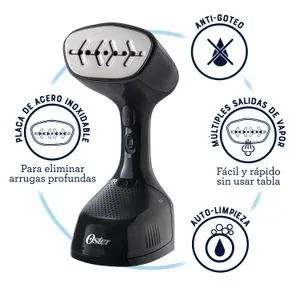 ANTI-GOTEO
PLACA DE ACERO INOXIDABLE
Para eliminar
arrugas profundas
MÚLTIPLES SALIDAS DE VAPOR
Fácil y rápido
sin usar tabla
Oster
AUTO-LIMPIEZA